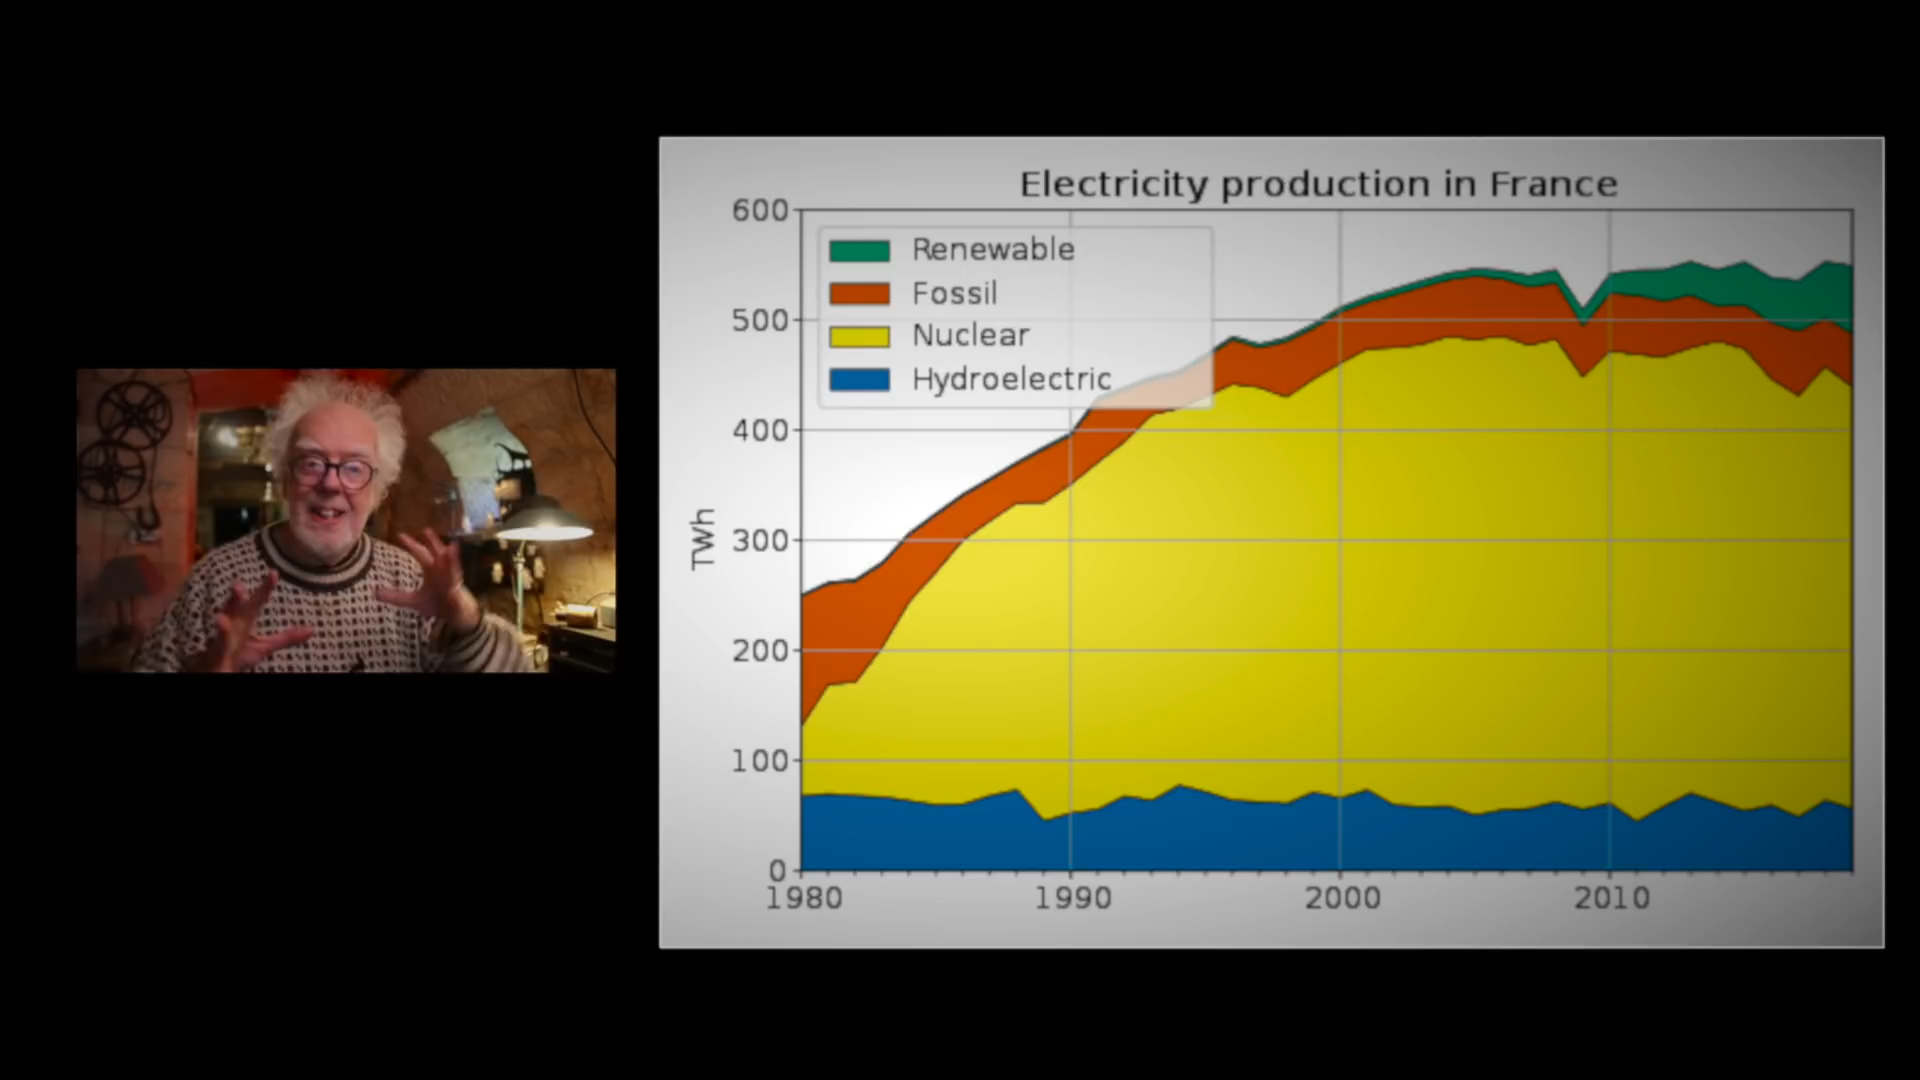 Electricity production in France
600
500
400
300
200
100
0
TWh
Renewable
Fossil
Nuclear
Hydroelectric
1980 1990 2000 2010